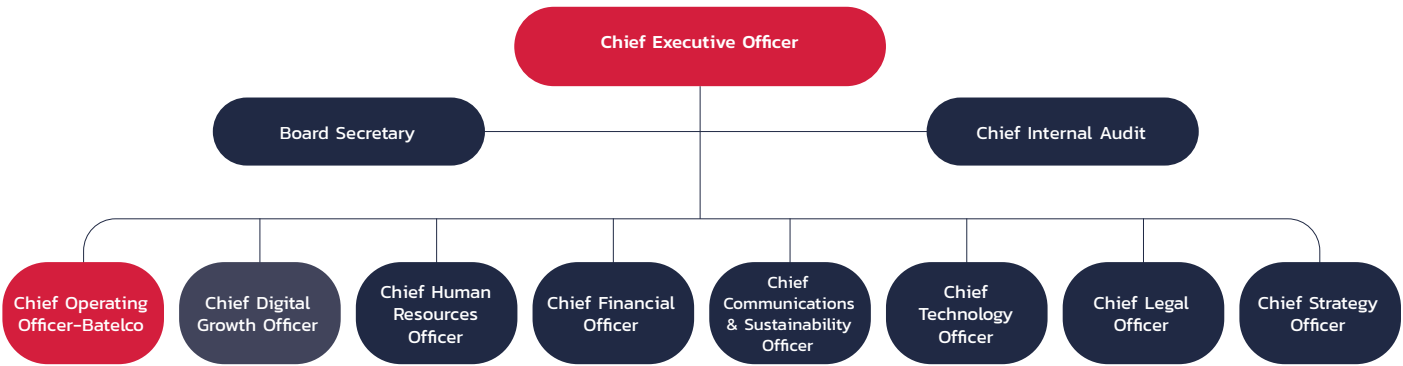 Chief Executive Officer
Board Secretary
Chief Internal Audit
Chief Operating
Officer-Batelco
Chief Digital
Growth Officer
Chief Human
Resources
Officer
Chief Financial
Officer
Chief
Communications
& Sustainability
Officer
Chief
Technology
Officer
Chief Legal
Officer
Chief Strategy
Officer